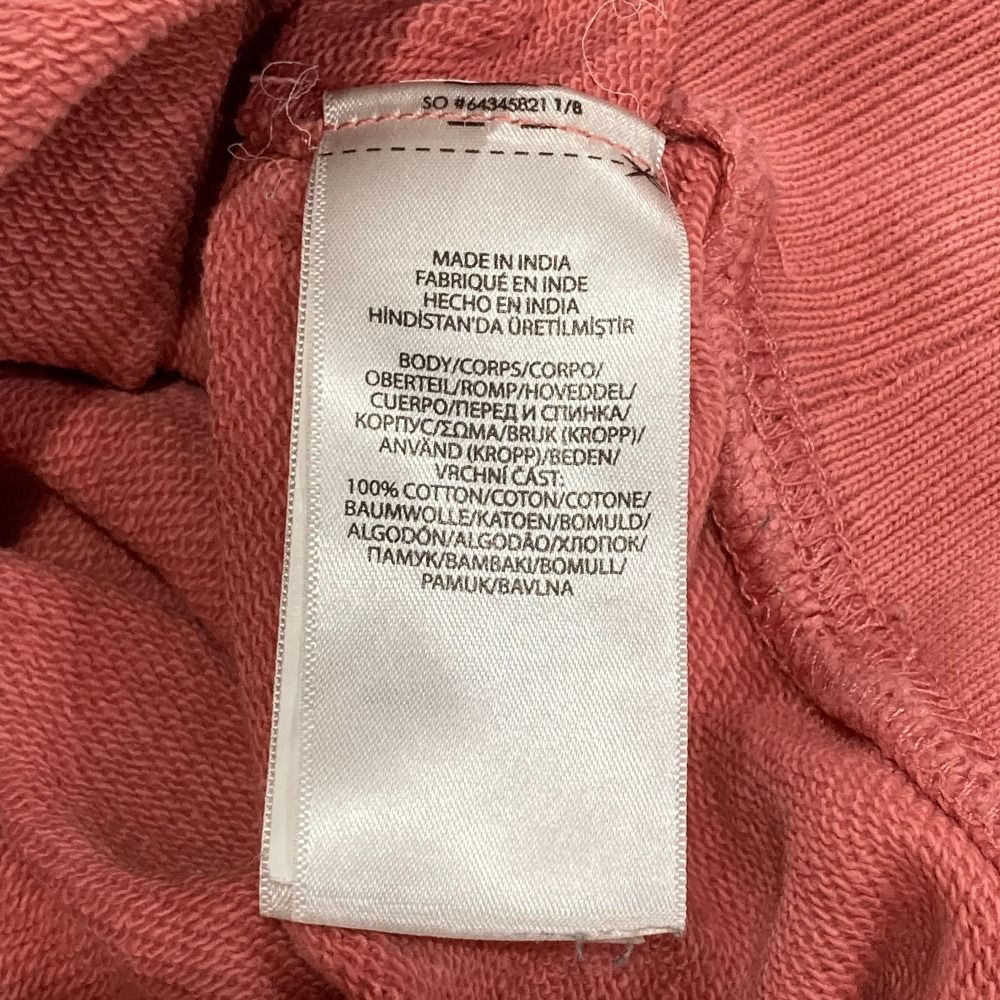 SO #64345821 1/8
MADE IN INDIA
FABRIQUÉ EN INDE
HECHO EN INDIA
HİNDİSTAN'DA ÜRETİLMİŞTİR
BODY/CORPS/CORPO/
OBERTEIL/ROMP/HOVEDDEL/
CUERPO/ПЕРЕД И СПИНКА/
КОРПУС/ΣΩΜΑ/BRUK (KROPP)/
ANVÄND (KROPP)/BEDEN/
VRCHNÍ ČÁST:
100% COTTON/COTON/COTONE/
BAUMWOLLE/KATOEN/BOMULD/
ALGODÓN/ALGODÃO/ХЛОПОК/
ПАМУК/BAMBAKI/BOMULL/
PAMUK/BAVLNA